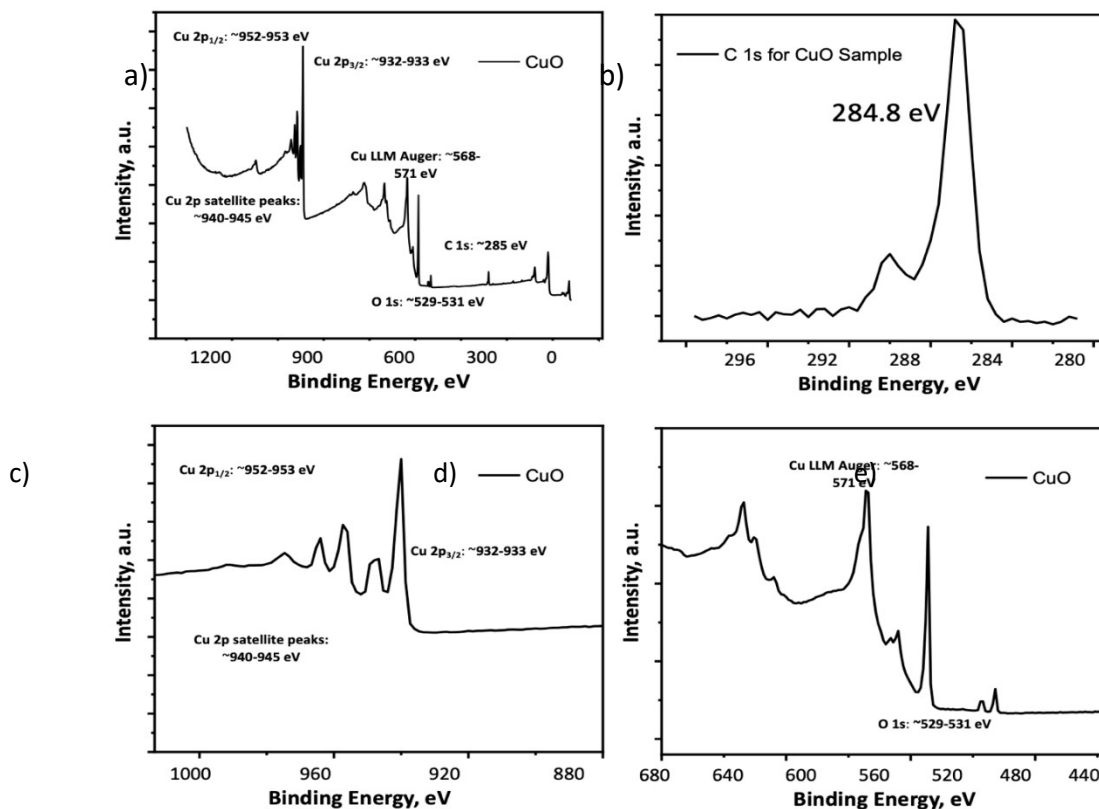 Cu 2p1/2: ~952-953 eV
a)
Cu 2p3/2: ~932-933 eV
CuO
Cu LLM Auger: ~568-
571 eV
Cu 2p satellite peaks:
~940-945 eV
C 1s: ~285 eV
O 1s: ~529-531 eV
Intensity, a.u.
1200 900 600 300 0
Binding Energy, eV
b)
C 1s for CuO Sample
284.8 eV
Intensity, a.u.
296 292 288 284 280
Binding Energy, eV
c)
Cu 2p1/2: ~952-953 eV
d)
CuO
Cu 2p3/2: ~932-933 eV
Cu 2p satellite peaks:
~940-945 eV
Intensity, a.u.
1000 960 920 880
Binding Energy, eV
Cu LLM Auger: ~568-
571 eV
e)
CuO
O 1s: ~529-531 eV
Intensity, a.u.
680 640 600 560 520 480 440
Binding Energy, eV